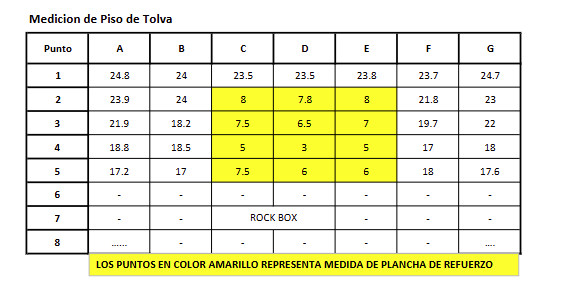 Medicion de Piso de Tolva
Punto A B C D E F G
1 24.8 24 23.5 23.5 23.8 23.7 24.7
2 23.9 24 8 7.8 8 21.8 23
3 21.9 18.2 7.5 6.5 7 19.7 22
4 18.8 18.5 5 3 5 17 18
5 17.2 17 7.5 6 6 18 17.6
6 - - - - - - -
7 - - ROCK BOX - - -
8 ...... - - - - - ....
LOS PUNTOS EN COLOR AMARILLO REPRESENTA MEDIDA DE PLANCHA DE REFUERZO